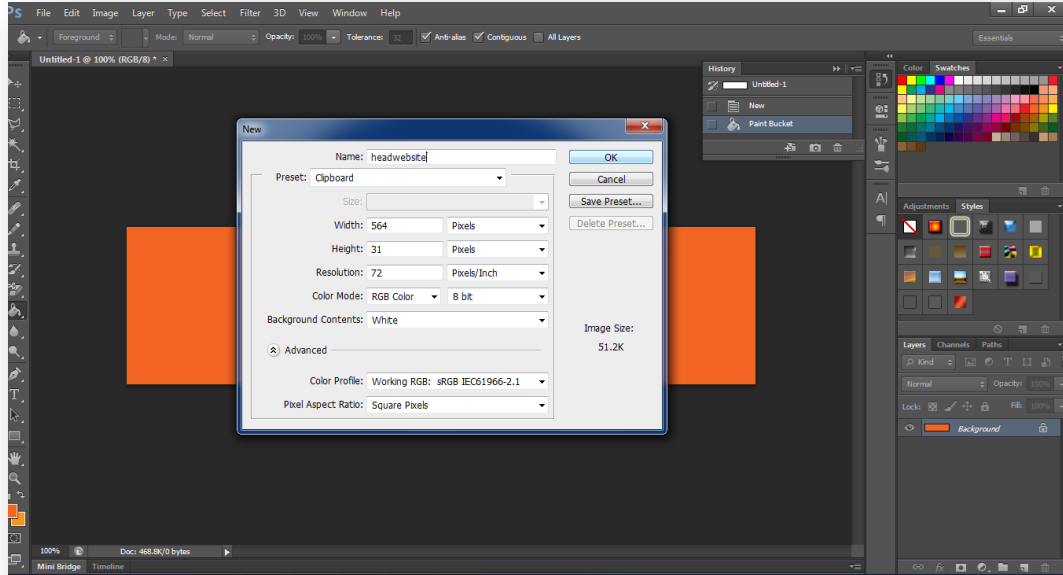 Ps File Edit Image Layer Type Select Filter 3D View Window Help
Foreground Mode: Normal Opacity: 100% Tolerance: 32 Anti-alias Contiguous All Layers Essentials
Untitled-1 @ 100% (RGB/8) * ×
History
Untitled-1
New
Paint Bucket
Color Swatches
New
Name: headwebsite OK
Preset: Clipboard Cancel
Size: Save Preset...
Width: 564 Pixels Delete Preset...
Height: 31 Pixels
Resolution: 72 Pixels/Inch
Color Mode: RGB Color 8 bit
Background Contents: White
Image Size:
51.2K
Advanced
Color Profile: Working RGB: sRGB IEC61966-2.1
Pixel Aspect Ratio: Square Pixels
Adjustments Styles
Layers Channels Paths
Kind
Normal Opacity: 100%
Lock: Fill: 100%
Background
100% Doc: 468.8K/0 bytes
Mini Bridge Timeline